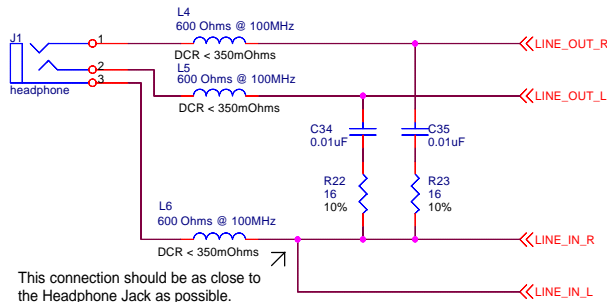 L4
600 Ohms @ 100MHz
J1
1
LINE_OUT_R
DCR < 350mOhms
2
L5
600 Ohms @ 100MHz
3
headphone
LINE_OUT_L
DCR < 350mOhms
C34
0.01uF
C35
0.01uF
R22
16
10%
R23
16
10%
L6
600 Ohms @ 100MHz
LINE_IN_R
DCR < 350mOhms
This connection should be as close to
the Headphone Jack as possible.
LINE_IN_L